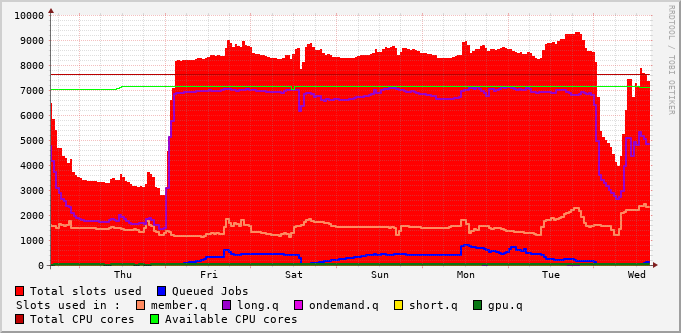 10000
9000
8000
7000
6000
5000
4000
3000
2000
1000
0
Thu Fri Sat Sun Mon Tue Wed
RRDTOOL / TOBI OETIKER
Total slots used Queued Jobs
Slots used in : member.q long.q ondemand.q short.q gpu.q
Total CPU cores Available CPU cores